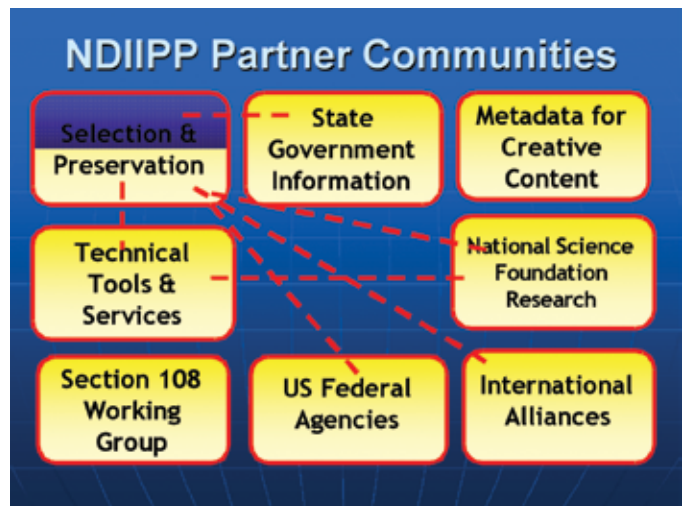 NDIIPP Partner Communities
Selection &
Preservation
State
Government
Information
Metadata for
Creative
Content
Technical
Tools &
Services
National Science
Foundation
Research
Section 108
Working
Group
US Federal
Agencies
International
Alliances